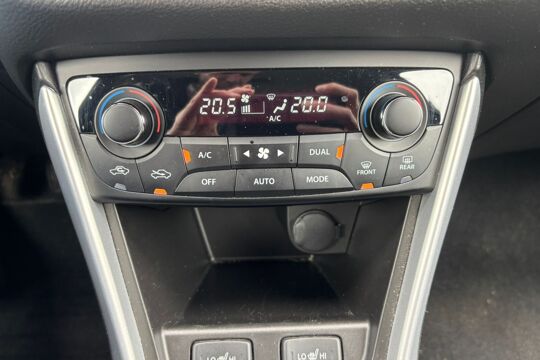 20.5 20.0
A/C
A/C DUAL
OFF AUTO MODE FRONT REAR
LO HI LO HI